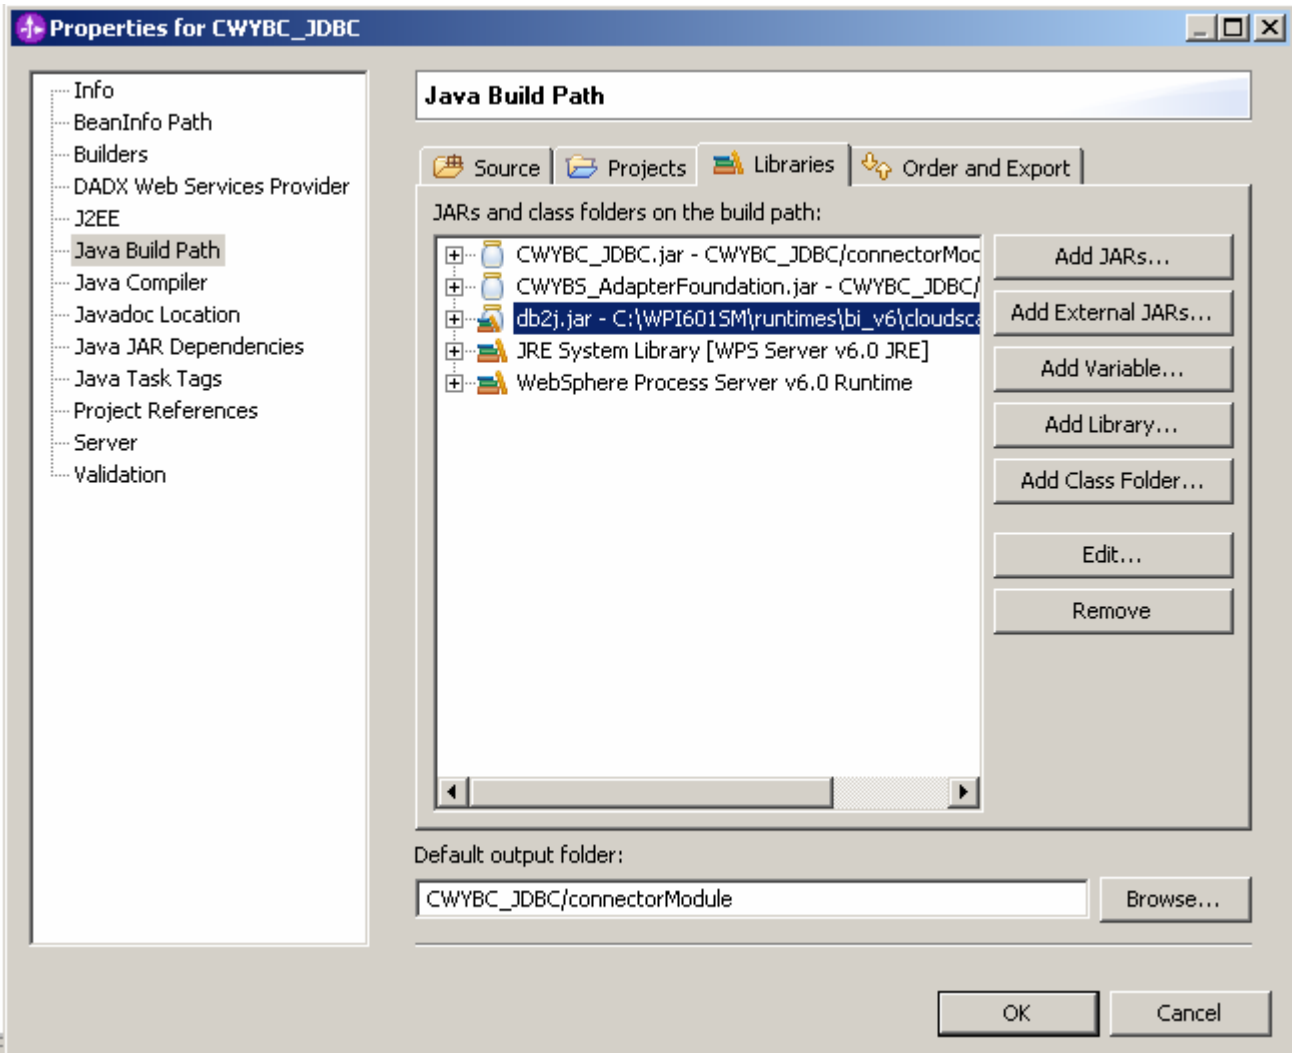 Properties for CWYBC_JDBC
Info
BeanInfo Path
Builders
DADX Web Services Provider
J2EE
Java Build Path
Java Compiler
Javadoc Location
Java JAR Dependencies
Java Task Tags
Project References
Server
Validation
Java Build Path
Source
Projects
Libraries
Order and Export
JARs and class folders on the build path:
CWYBC_JDBC.jar - CWYBC_JDBC/connectorMod
CWYBS_AdapterFoundation.jar - CWYBC_JDBC/
db2j.jar - C:\WPI601SM\runtimes\bi_v6\cloudsca
JRE System Library [WPS Server v6.0 JRE]
WebSphere Process Server v6.0 Runtime
Add JARs...
Add External JARs...
Add Variable...
Add Library...
Add Class Folder...
Edit...
Remove
Default output folder:
CWYBC_JDBC/connectorModule
Browse...
OK
Cancel